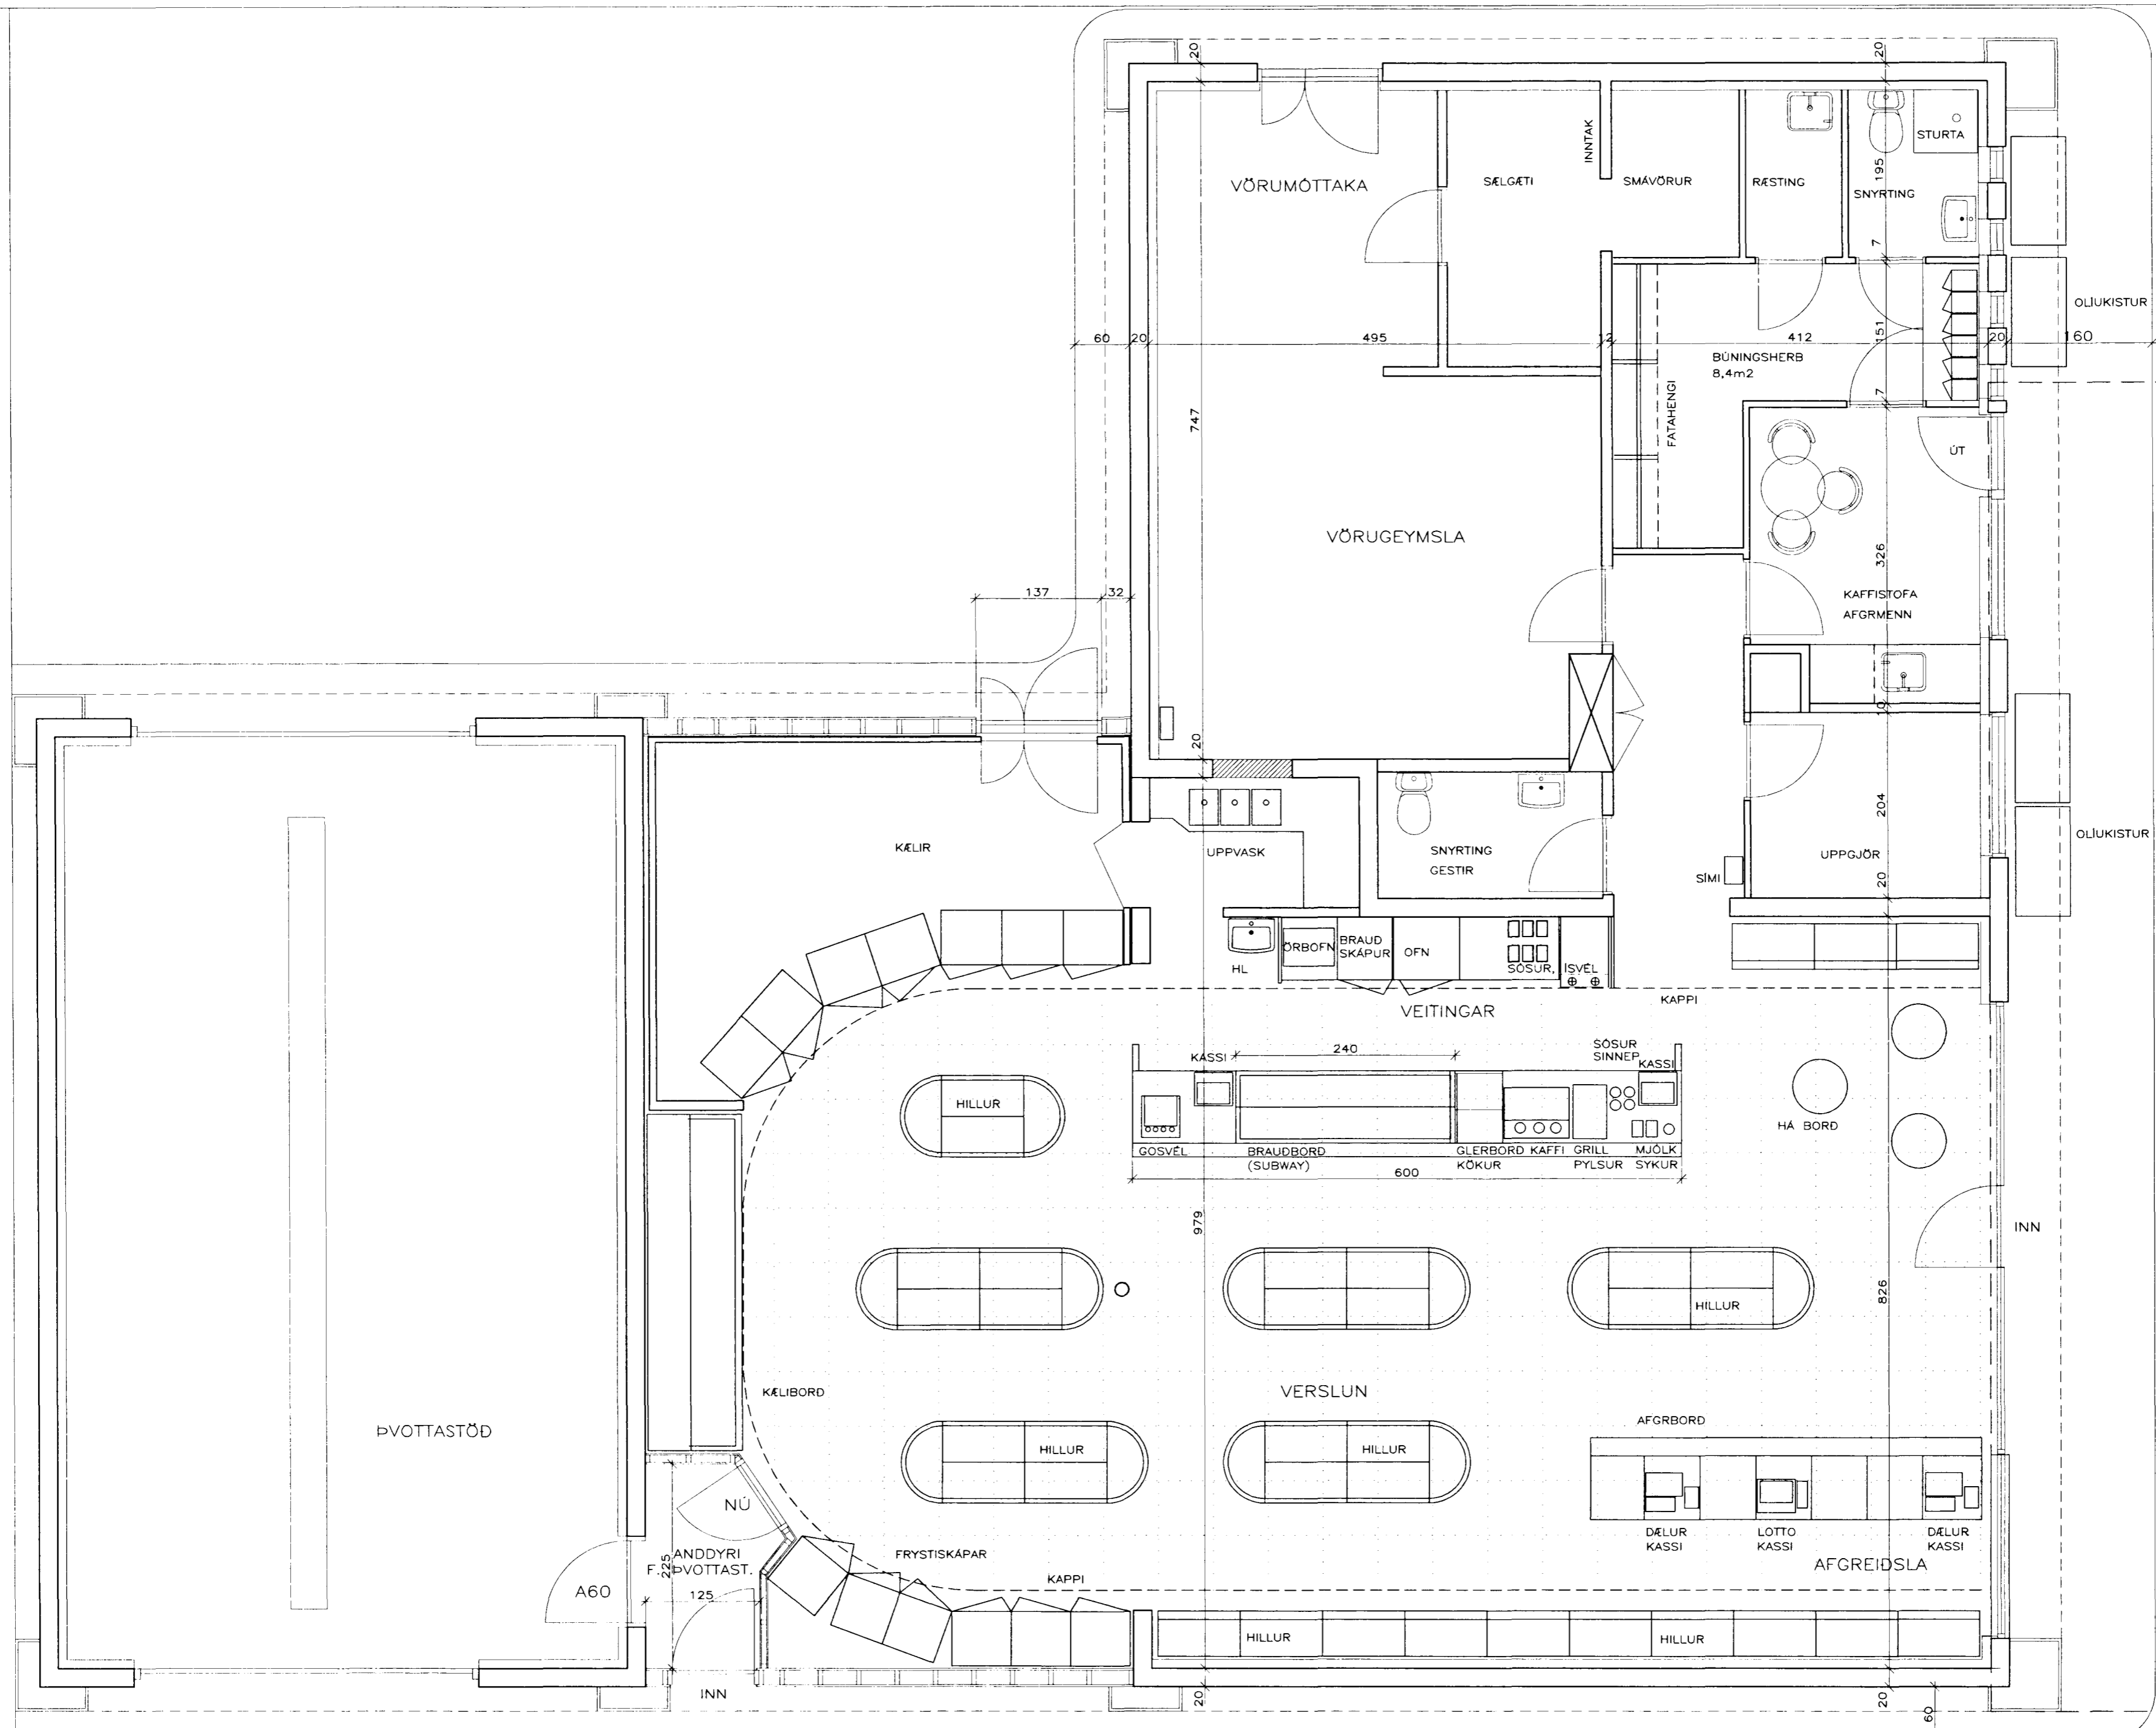 20
20
VÖRUMÓTTAKA
SÆLGÆTI
INNTAK
SMÁVÖRUR
RÆSTING
SNYRTING
STURTA
195
7
OLÍUKISTUR
60
20
495
12
412
151
20
160
BÚNINGSHERB
8,4m2
FATAHENGI
7
747
ÚT
VÖRUGEYMSLA
326
KAFFISTOFA
AFGRMENN
137
32
20
10
204
KÆLIR
UPPVASK
SNYRTING
GESTIR
SÍMI
UPPGJÖR
20
OLÍUKISTUR
HL
ÖRBOFN
BRAUD
SKÁPUR
OFN
SÓSUR,
ÍSVÉL
VEITINGAR
KAPPI
KASSI
240
SÓSUR
SINNEP
KASSI
HILLUR
HÁ BORÐ
GOSVÉL
BRAUDBORD
(SUBWAY)
GLERBORD
KÖKUR
KAFFI
GRILL
PYLSUR
MJÓLK
SYKUR
600
979
INN
826
HILLUR
KÆLIBORÐ
VERSLUN
ÞVOTTASTÖÐ
AFGRBORÐ
HILLUR
HILLUR
NÚ
DÆLUR
KASSI
LOTTO
KASSI
DÆLUR
KASSI
ANDDYRI
F. ÞVOTTAST.
225
FRYSTISKÁPAR
KAPPI
AFGREIÐSLA
A60
125
HILLUR
HILLUR
INN
20
20
60